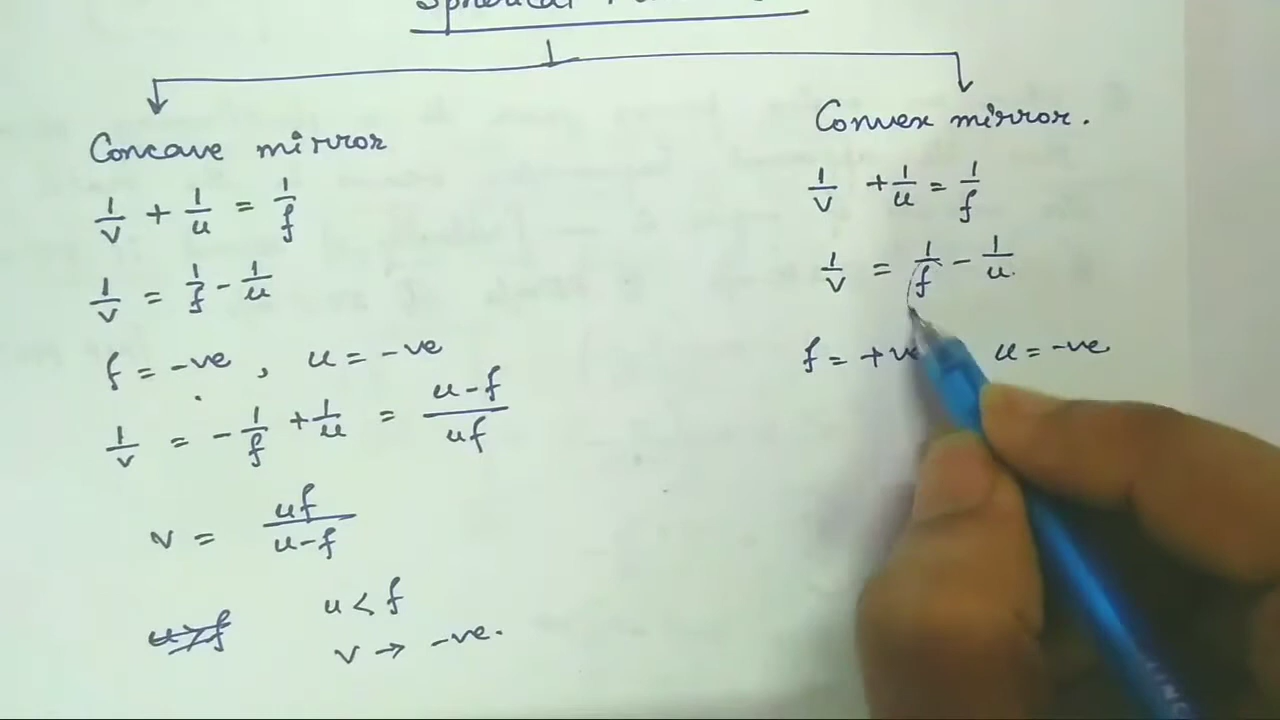 Spherical
Concave mirror
1/v + 1/u = 1/f
1/v = 1/f - 1/u
f = -ve , u = -ve
1/v = -1/f + 1/u = u-f/uf
v = uf/u-f
u>f u < f
v → -ve.
Convex mirror.
1/v + 1/u = 1/f
1/v = 1/f - 1/u.
f = +ve u = -ve